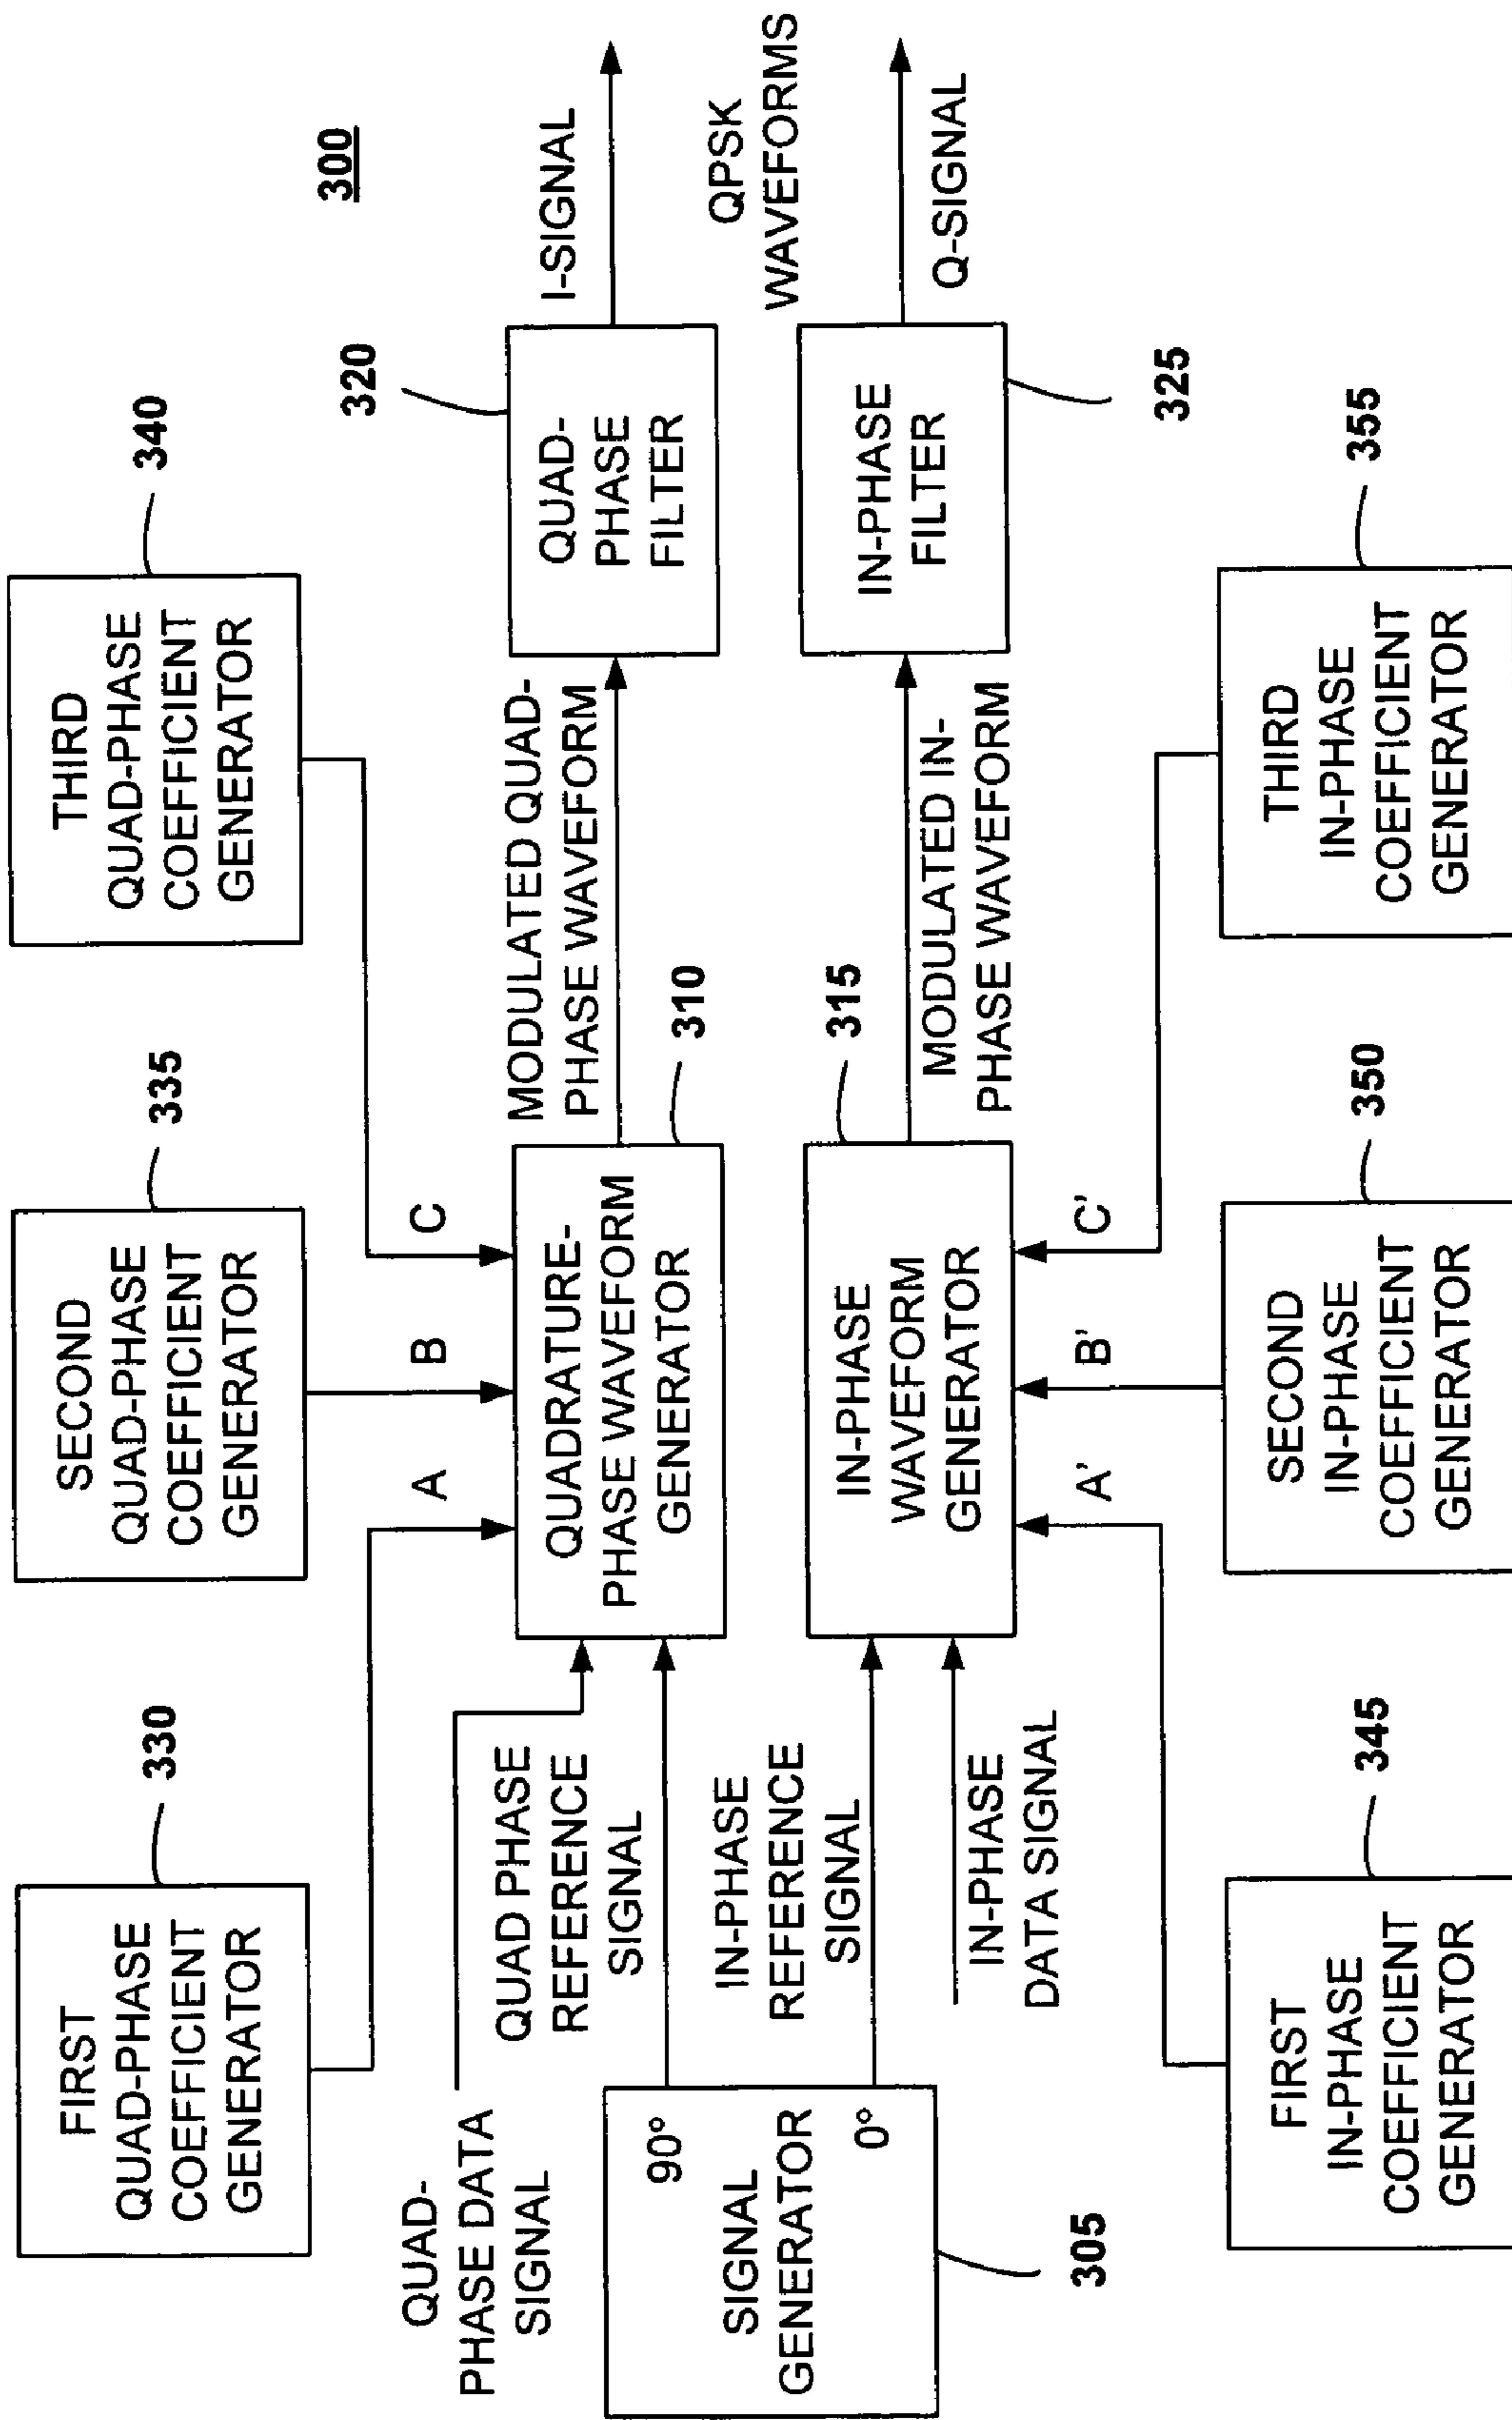 300
FIRST
QUAD-PHASE
COEFFICIENT
GENERATOR
330
SECOND
QUAD-PHASE
COEFFICIENT
GENERATOR
335
THIRD
QUAD-PHASE
COEFFICIENT
GENERATOR
340
A
B
C
QUAD-
PHASE DATA
SIGNAL
QUAD PHASE
REFERENCE
SIGNAL
SIGNAL
GENERATOR
90°
0°
305
IN-PHASE
REFERENCE
SIGNAL
IN-PHASE
DATA SIGNAL
QUADRATURE-
PHASE WAVEFORM
GENERATOR
310
MODULATED QUAD-
PHASE WAVEFORM
QUAD-
PHASE
FILTER
320
I-SIGNAL
QPSK
WAVEFORMS
IN-PHASE
WAVEFORM
GENERATOR
315
MODULATED IN-
PHASE WAVEFORM
IN-PHASE
FILTER
325
Q-SIGNAL
A'
B'
C'
FIRST
IN-PHASE
COEFFICIENT
GENERATOR
345
SECOND
IN-PHASE
COEFFICIENT
GENERATOR
350
THIRD
IN-PHASE
COEFFICIENT
GENERATOR
355